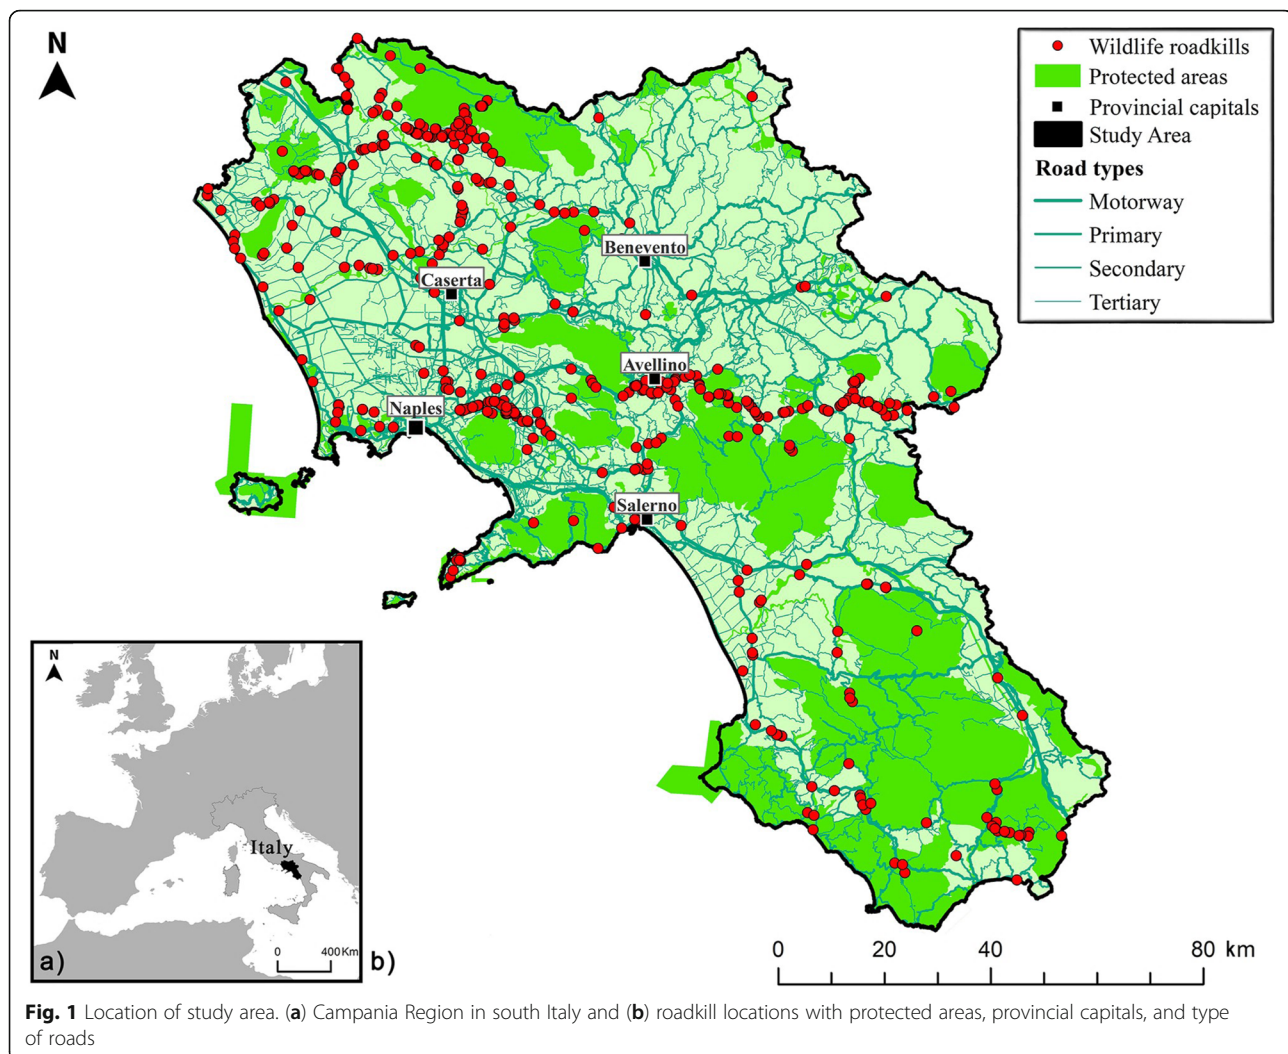 N
Wildlife roadkills
Protected areas
Provincial capitals
Study Area
Road types
Motorway
Primary
Secondary
Tertiary
Benevento
Caserta
Avellino
Naples
Salerno
N
Italy
0 400 Km
a)
b)
0 20 40 80 km
Fig. 1 Location of study area. (a) Campania Region in south Italy and (b) roadkill locations with protected areas, provincial capitals, and type
of roads